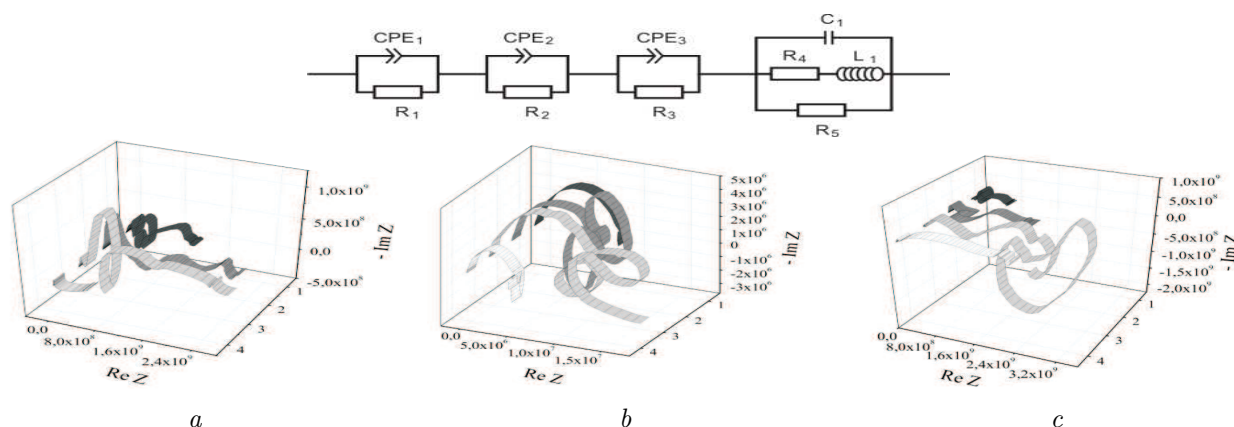 C1
CPE1 CPE2 CPE3
R4 L1
R1 R2 R3
R5
1,0x10⁹
5,0x10⁸
0,0
-5,0x10⁸
- Im Z
1
2
3
4
0,0
8,0x10⁸
1,6x10⁹
2,4x10⁹
Re Z
a
5x10⁶
4x10⁶
3x10⁶
2x10⁶
1x10⁶
0
-1x10⁶
-2x10⁶
-3x10⁶
- Im Z
1
2
3
4
0,0
5,0x10⁶
1,0x10⁷
1,5x10⁷
Re Z
b
1,0x10⁹
5,0x10⁸
0,0
-5,0x10⁸
-1,0x10⁹
-1,5x10⁹
-2,0x10⁹
- Im Z
1
2
3
4
0,0
8,0x10⁸
1,6x10⁹
2,4x10⁹
3,2x10⁹
Re Z
c